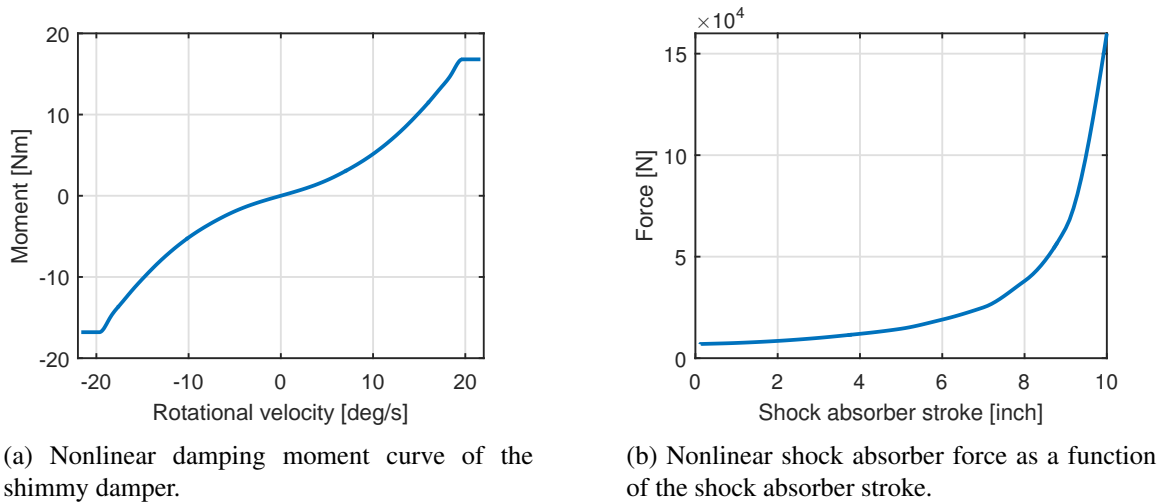 20
10
0
-10
-20
Moment [Nm]
-20 -10 0 10 20
Rotational velocity [deg/s]
(a) Nonlinear damping moment curve of the
shimmy damper.
×10⁴
15
10
5
0
Force [N]
0 2 4 6 8 10
Shock absorber stroke [inch]
(b) Nonlinear shock absorber force as a function
of the shock absorber stroke.